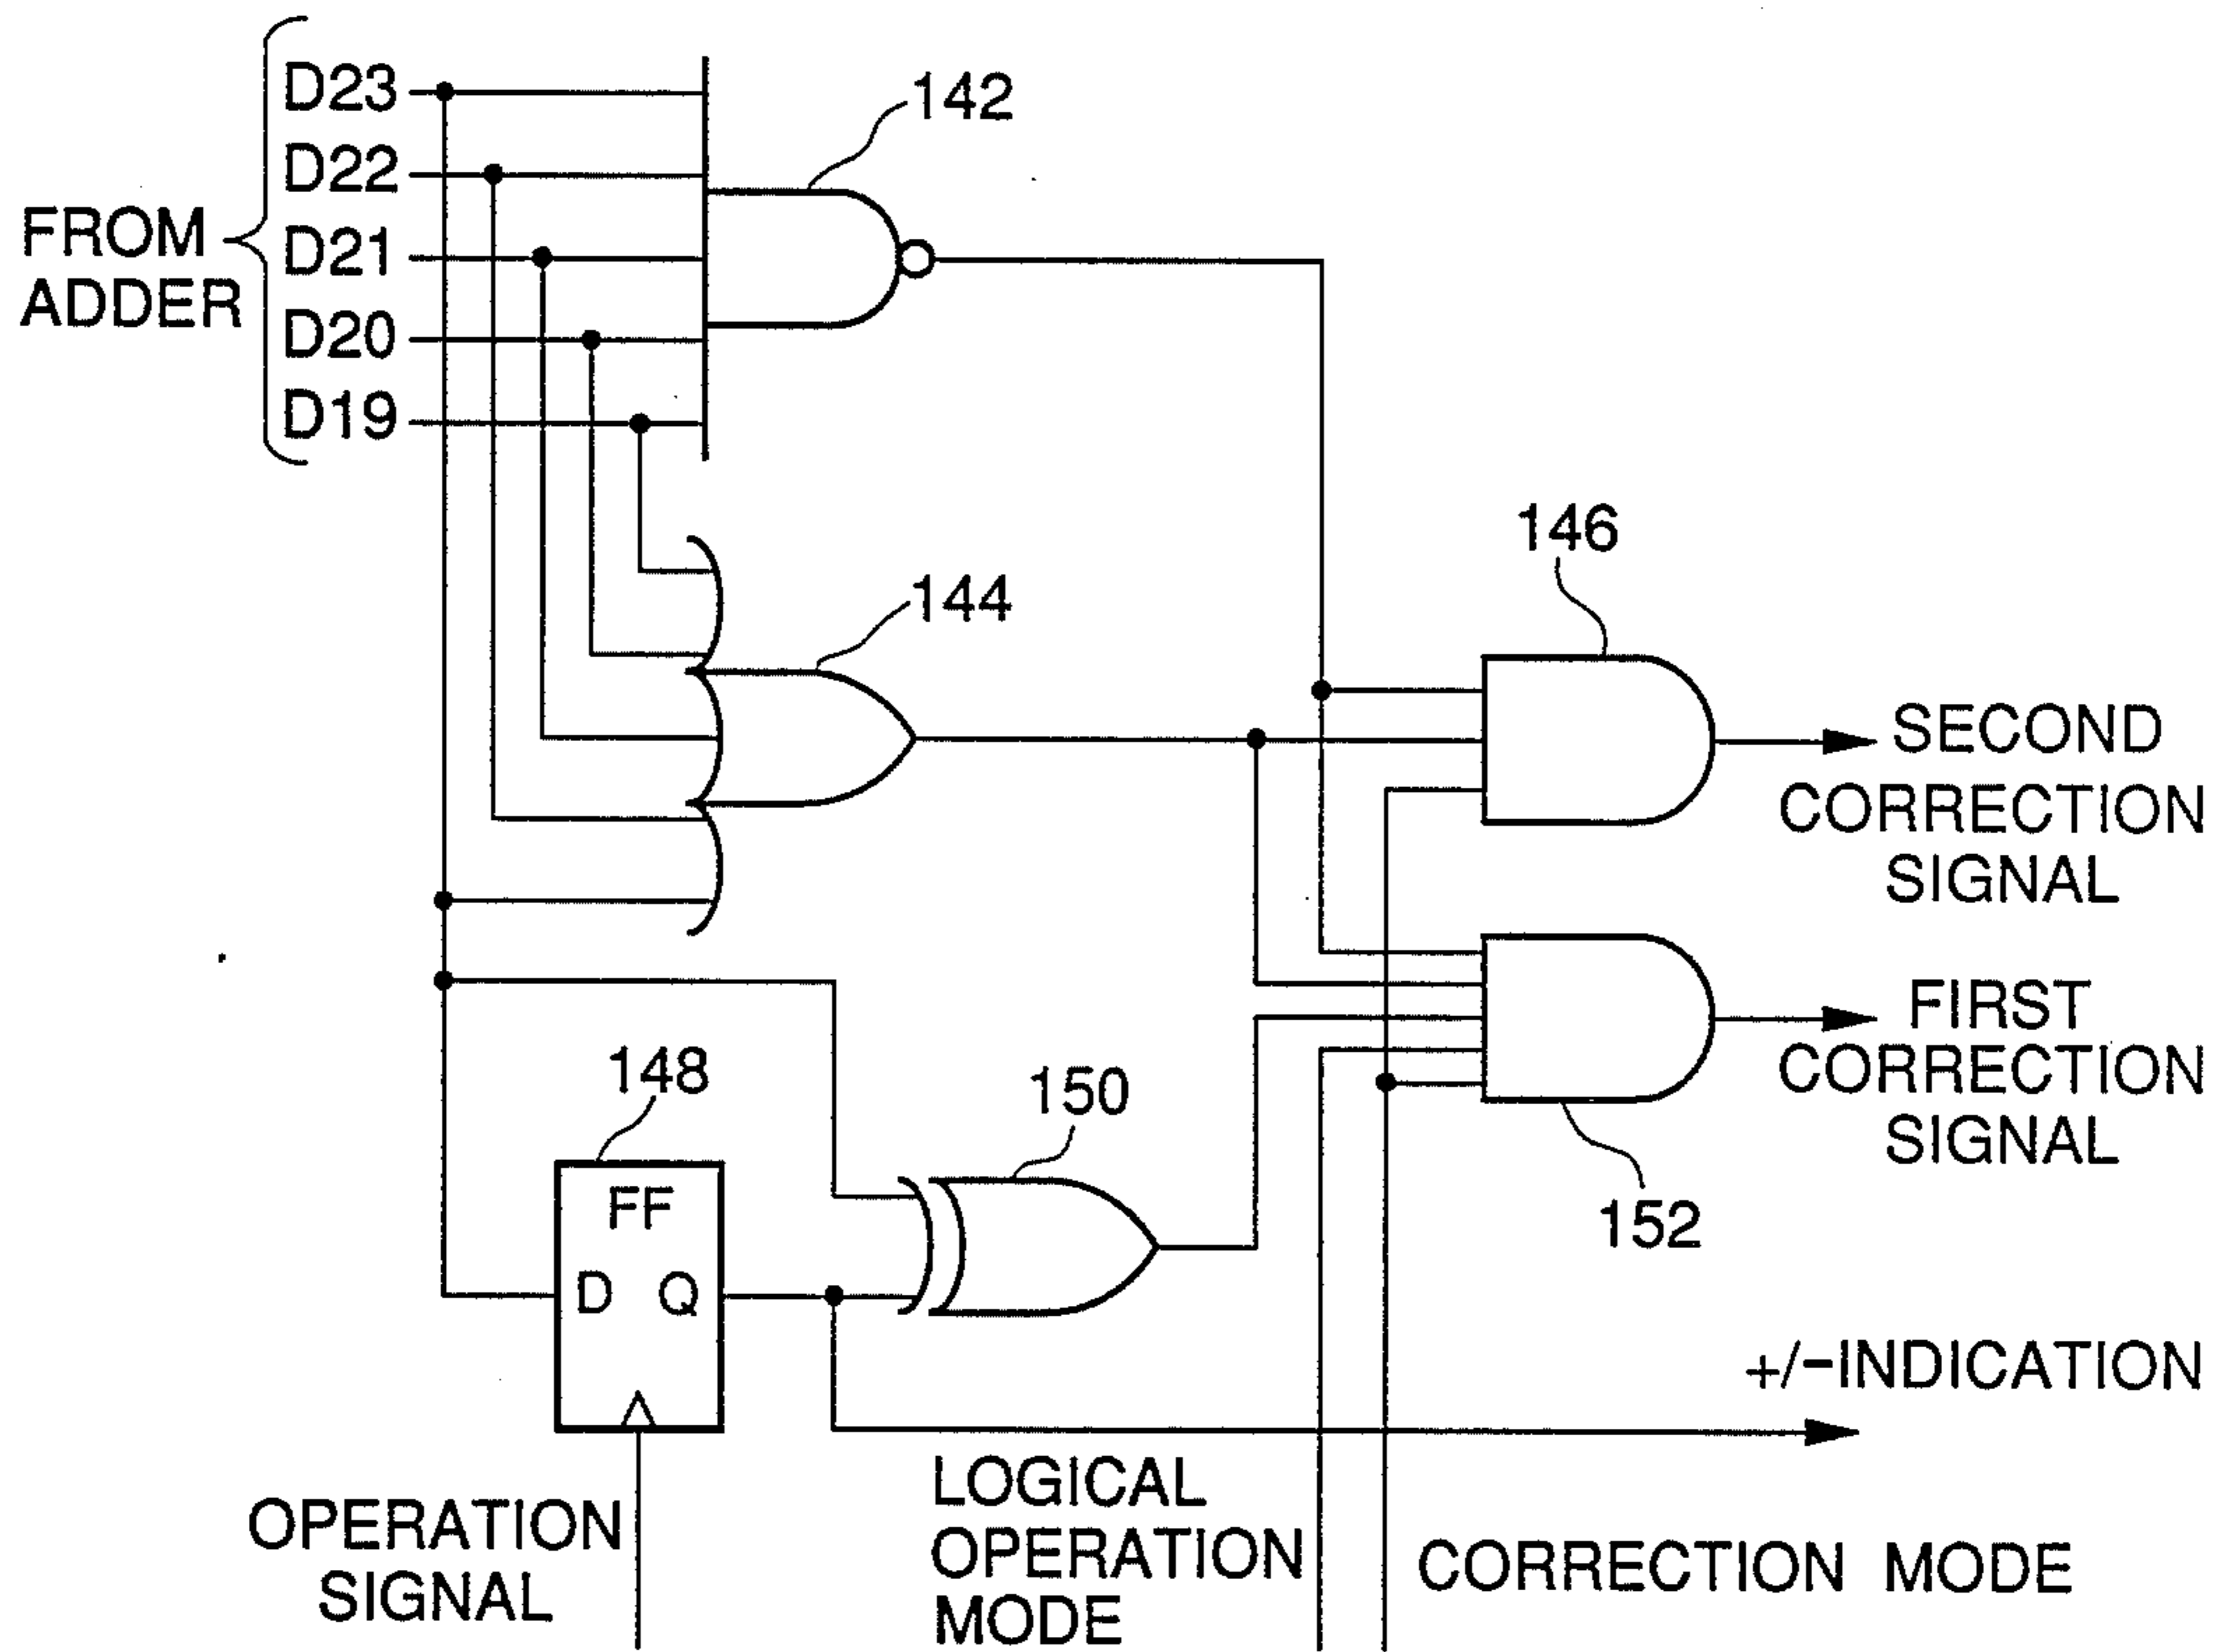 D23
D22
D21
D20
D19
FROM
ADDER
142
144
146
SECOND
CORRECTION
SIGNAL
FIRST
CORRECTION
SIGNAL
148
150
152
FF
D Q
+/-INDICATION
OPERATION
SIGNAL
LOGICAL
OPERATION
MODE
CORRECTION MODE